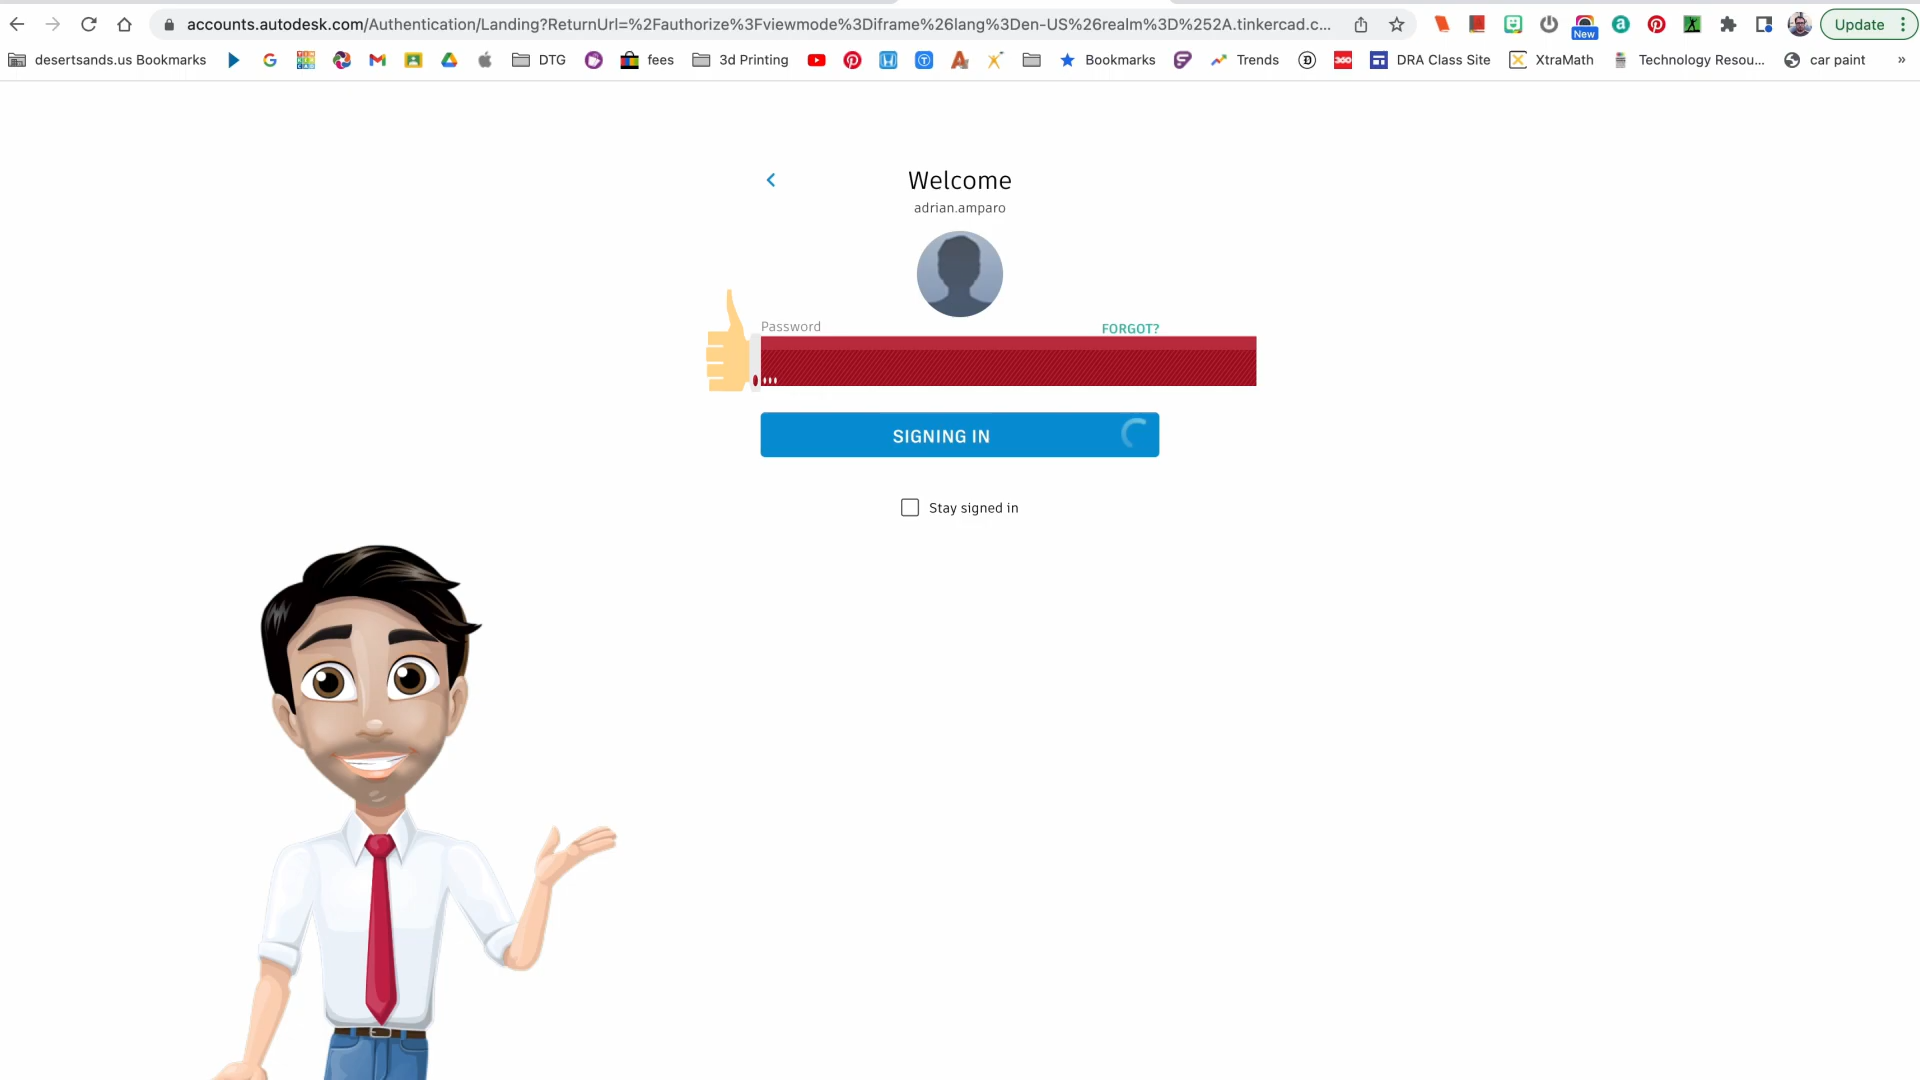 accounts.autodesk.com/Authentication/Landing?ReturnUrl=%2Fauthorize%3Fviewmode%3Diframe%26lang%3Den-US%26realm%3D%252A.tinkercad.c...
New
Update
desertsands.us Bookmarks
DTG
fees
3d Printing
Bookmarks
Trends
360
DRA Class Site
XtraMath
Technology Resou...
car paint
»
Welcome
adrian.amparo
Password
FORGOT?
SIGNING IN
Stay signed in